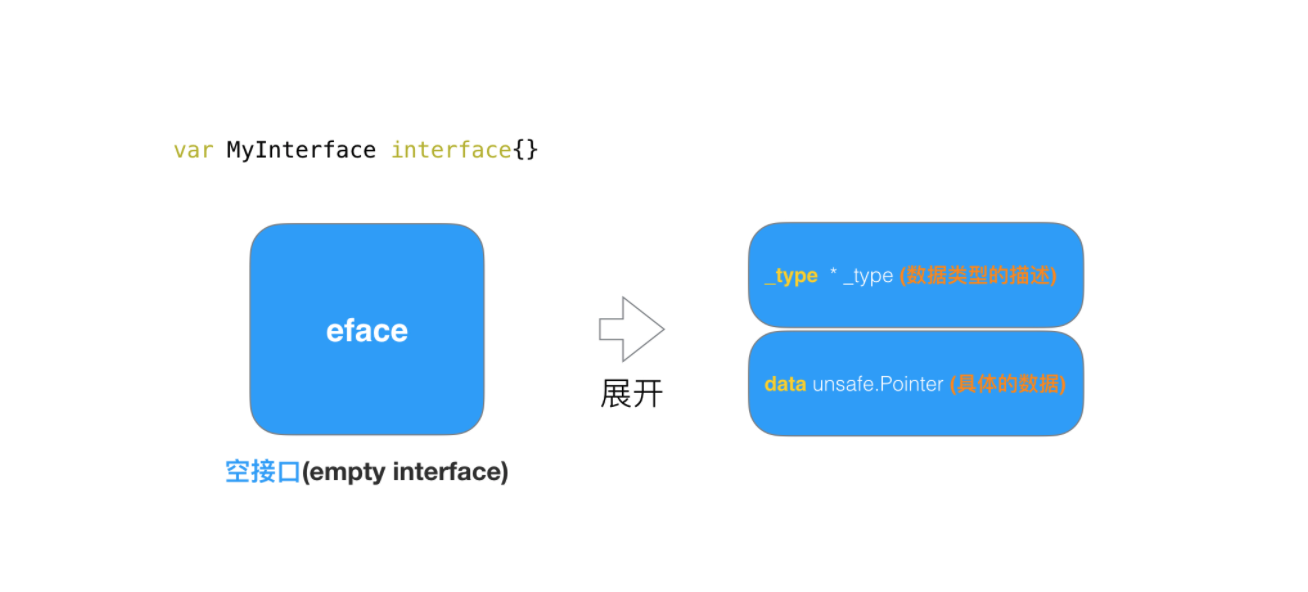 var MyInterface interface{}
eface
空接口(empty interface)
展开
_type * _type (数据类型的描述)
data unsafe.Pointer (具体的数据)